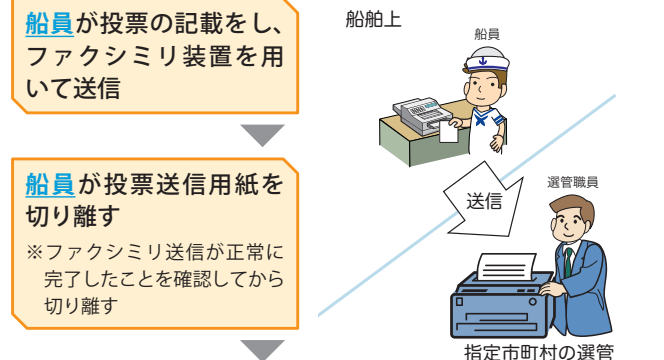 船員が投票の記載をし、
ファクシミリ装置を用
いて送信
船員が投票送信用紙を
切り離す
※ファクシミリ送信が正常に
完了したことを確認してから
切り離す
船舶上
船員
送信
選管職員
指定市町村の選管